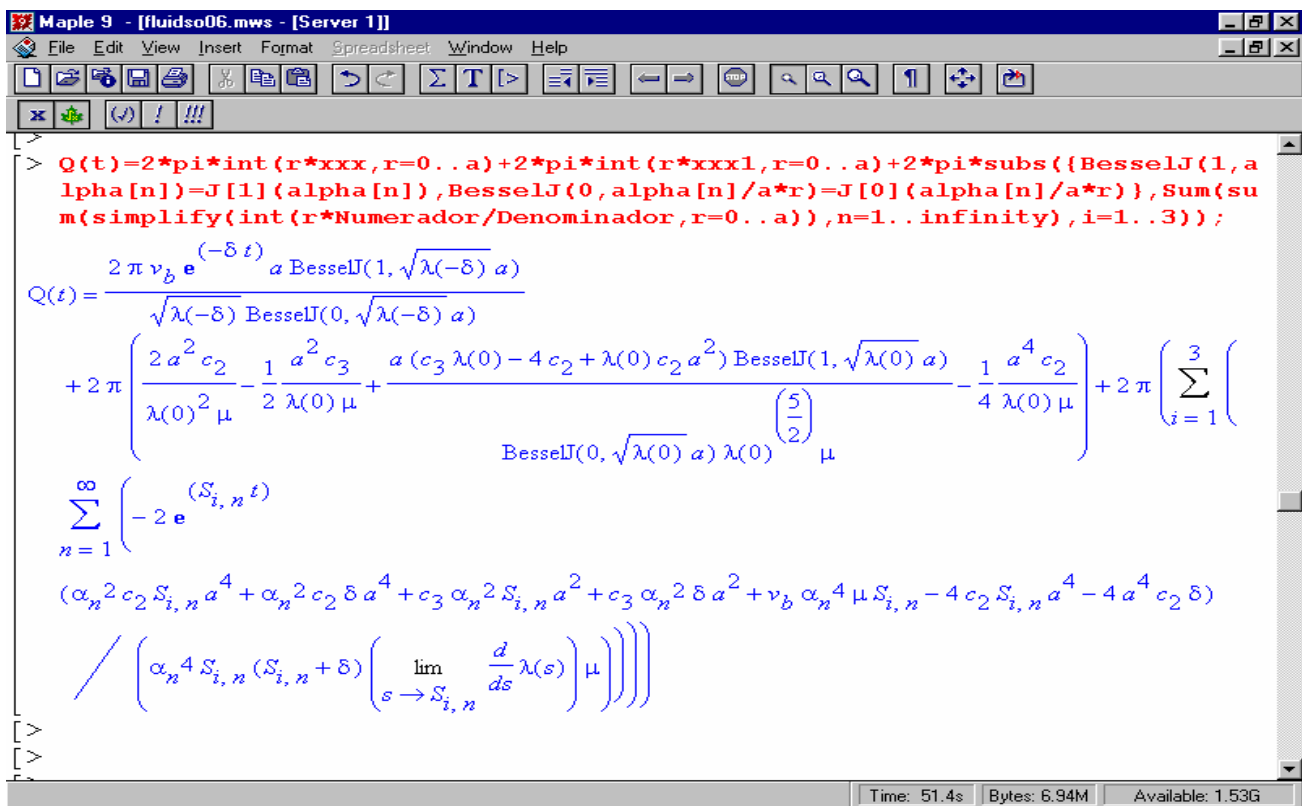 Maple 9 - [fluidso06.mws - [Server 1]]
File Edit View Insert Format Spreadsheet Window Help
[>
[> Q(t)=2*pi*int(r*xxx,r=0..a)+2*pi*int(r*xxx1,r=0..a)+2*pi*subs({BesselJ(1,a
lpha[n])=J[1](alpha[n]),BesselJ(0,alpha[n]/a*r)=J[0](alpha[n]/a*r)},Sum(su
m(simplify(int(r*Numerador/Denominador,r=0..a)),n=1..infinity),i=1..3));
Q(t) = 2 π ν_b e^(−δ t) a BesselJ(1, √λ(−δ) a) / √λ(−δ) BesselJ(0, √λ(−δ) a)
+ 2 π ( 2 a^2 c_2 / λ(0)^2 μ − 1/2 a^2 c_3 / λ(0) μ + a (c_3 λ(0) − 4 c_2 + λ(0) c_2 a^2) BesselJ(1, √λ(0) a) / BesselJ(0, √λ(0) a) λ(0)^(5/2) μ − 1/4 a^4 c_2 / λ(0) μ ) + 2 π ( ∑_{i = 1}^{3} (
∑_{n = 1}^{∞} ( − 2 e^(S_{i, n} t)
(α_n^2 c_2 S_{i, n} a^4 + α_n^2 c_2 δ a^4 + c_3 α_n^2 S_{i, n} a^2 + c_3 α_n^2 δ a^2 + ν_b α_n^4 μ S_{i, n} − 4 c_2 S_{i, n} a^4 − 4 a^4 c_2 δ)
/ ( α_n^4 S_{i, n} (S_{i, n} + δ) ( lim_{s → S_{i, n}} d/ds λ(s) ) μ ))))
[>
[>
[>
Time: 51.4s Bytes: 6.94M Available: 1.53G